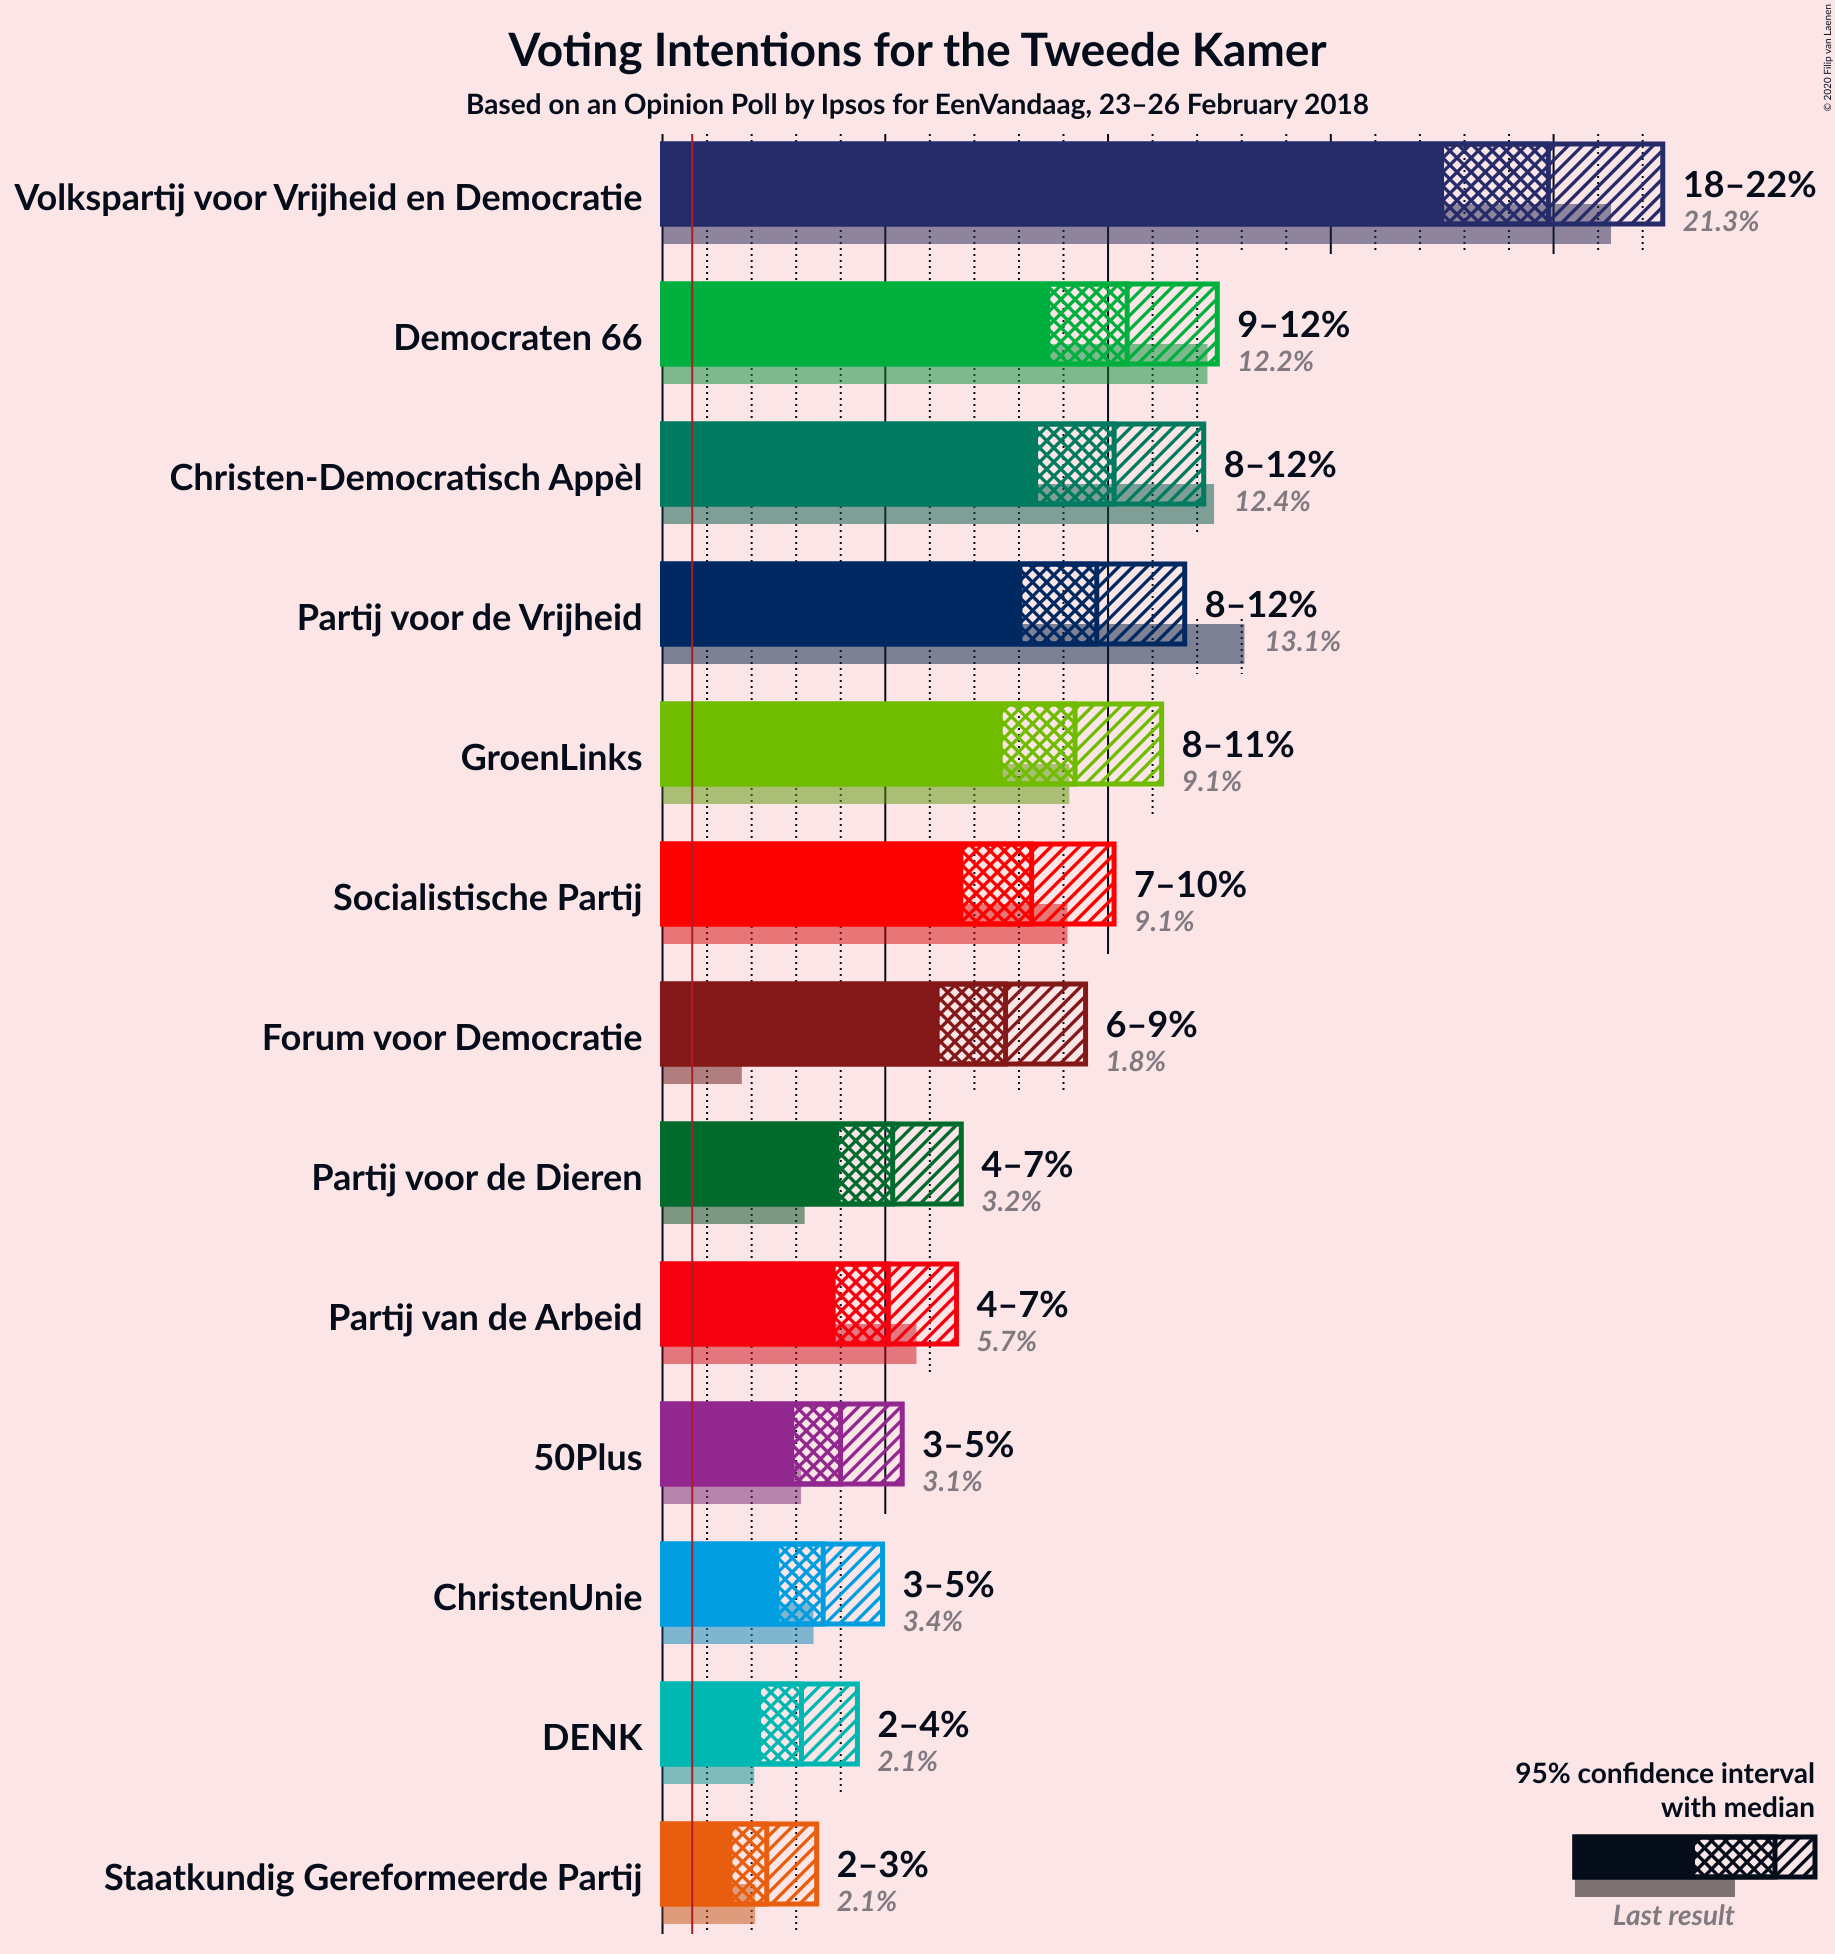 Voting Intentions for the Tweede Kamer
Based on an Opinion Poll by Ipsos for EenVandaag, 23–26 February 2018
© 2020 Filip van Laenen
Volkspartij voor Vrijheid en Democratie
18–22%
21.3%
Democraten 66
9–12%
12.2%
Christen-Democratisch Appèl
8–12%
12.4%
Partij voor de Vrijheid
8–12%
13.1%
GroenLinks
8–11%
9.1%
Socialistische Partij
7–10%
9.1%
Forum voor Democratie
6–9%
1.8%
Partij voor de Dieren
4–7%
3.2%
Partij van de Arbeid
4–7%
5.7%
50Plus
3–5%
3.1%
ChristenUnie
3–5%
3.4%
DENK
2–4%
2.1%
Staatkundig Gereformeerde Partij
2–3%
2.1%
95% confidence interval
with median
Last result